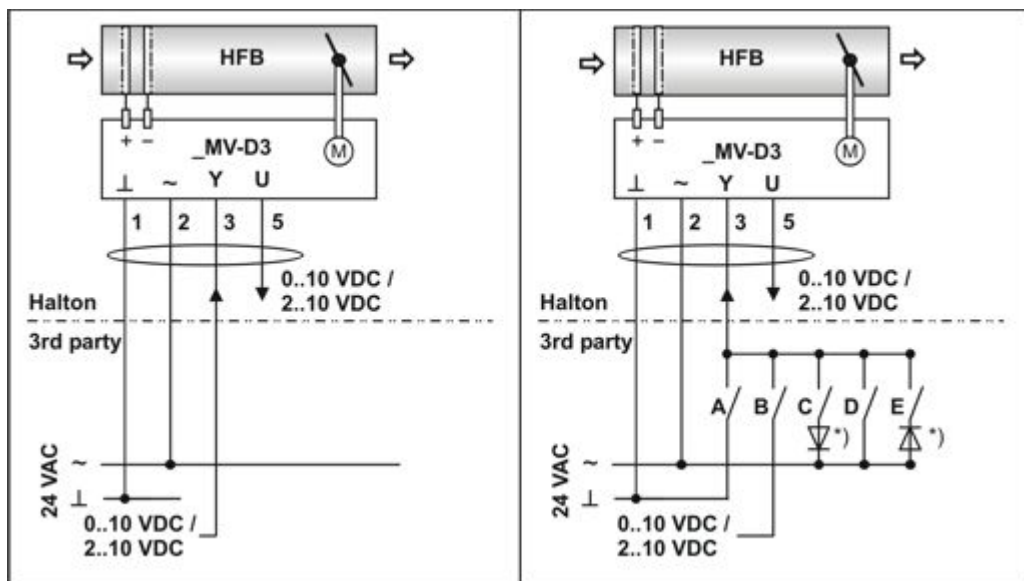 HFB
+ −
_MV-D3
M
⊥ ~ Y U
1 2 3 5
0..10 VDC /
2..10 VDC
Halton
3rd party
24 VAC
~
⊥
0..10 VDC /
2..10 VDC
HFB
+ −
_MV-D3
M
⊥ ~ Y U
1 2 3 5
0..10 VDC /
2..10 VDC
Halton
3rd party
A B C D E
*) *)
24 VAC
~
⊥
0..10 VDC /
2..10 VDC